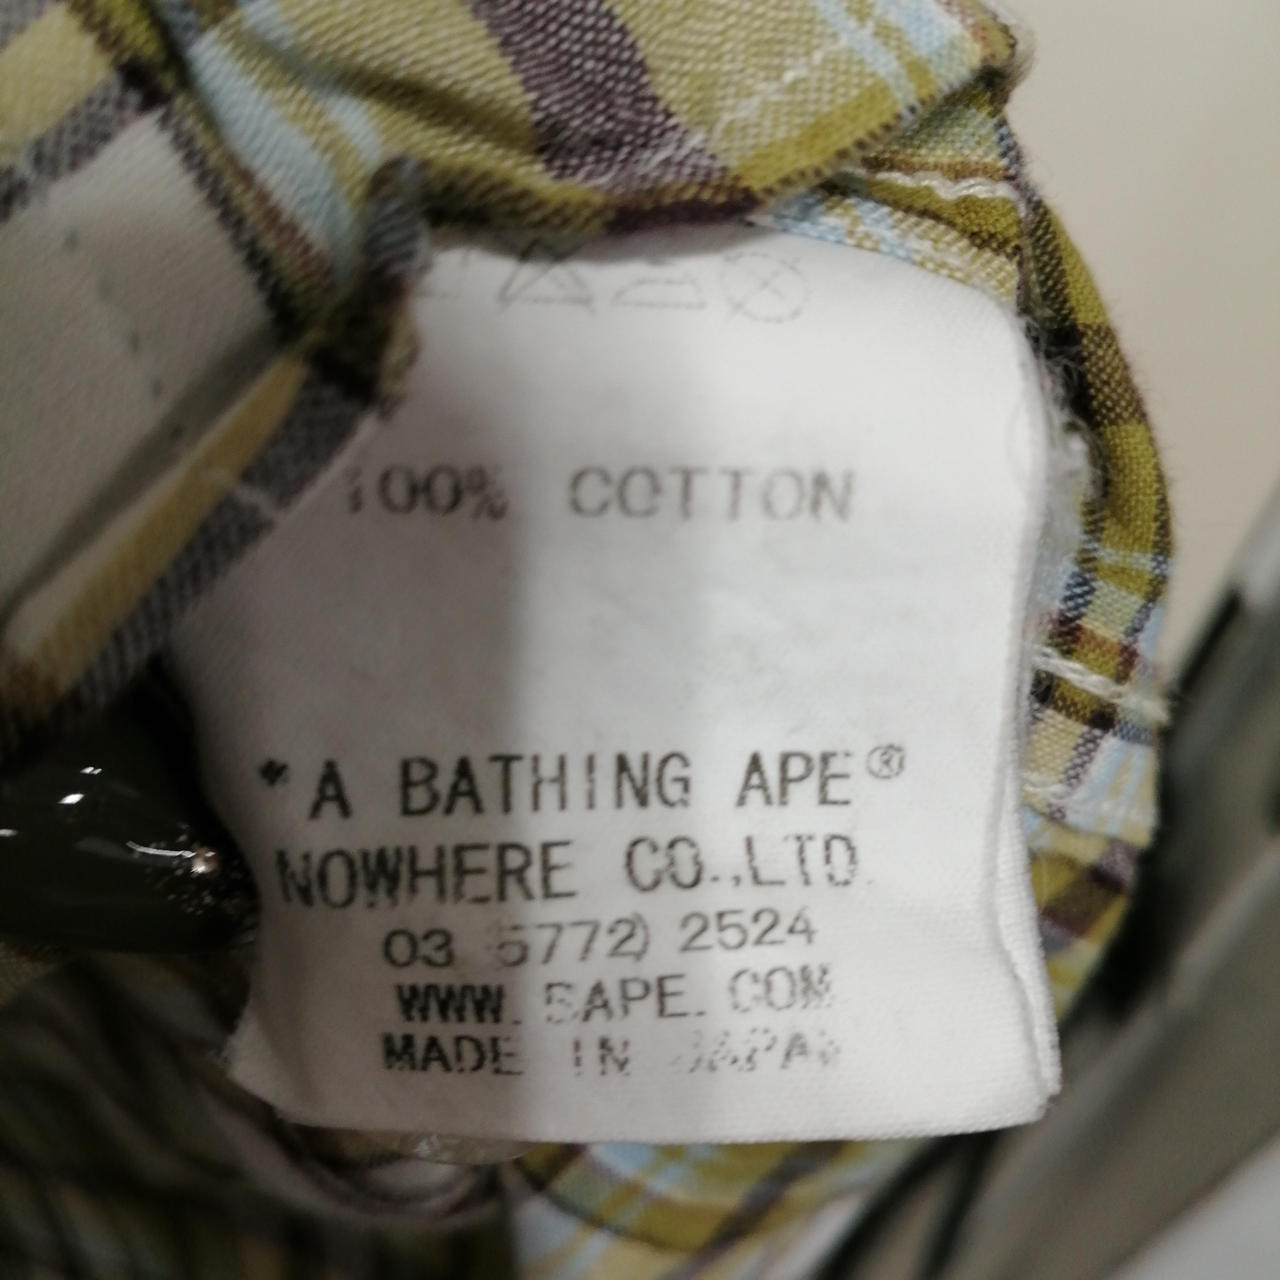 100% COTTON
"A BATHING APE®
NOWHERE CO.,LTD.
03 5772) 2524
WWW. BAPE. COM
MADE IN JAPAN